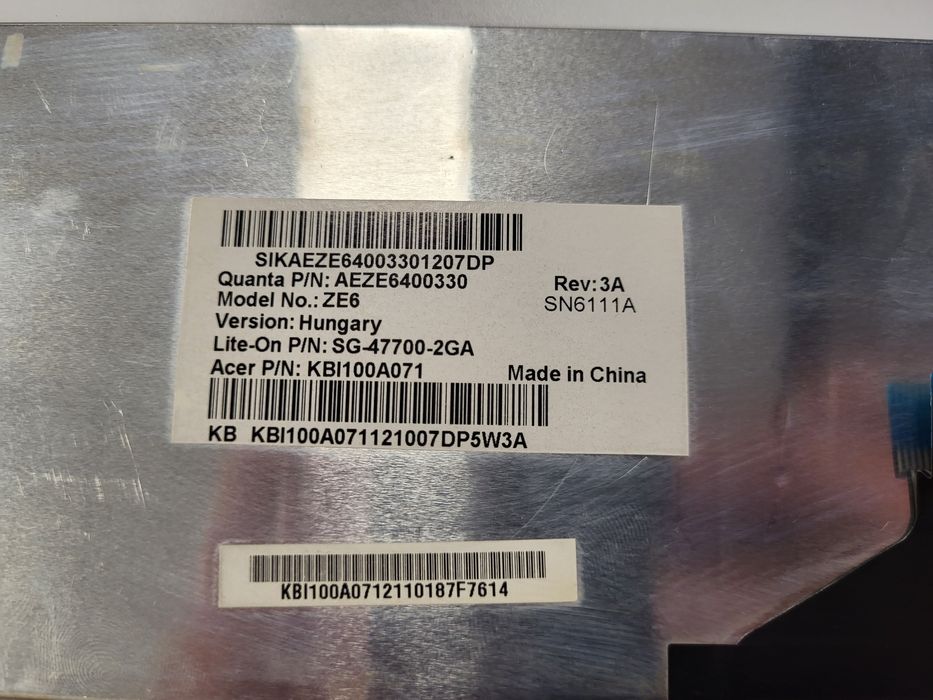 SIKAEZE64003301207DP
Quanta P/N: AEZE6400330
Rev: 3A
Model No.: ZE6
SN6111A
Version: Hungary
Lite-On P/N: SG-47700-2GA
Acer P/N: KBI100A071
Made in China
KB KBI100A071121007DP5W3A
KBI100A0712110187F7614